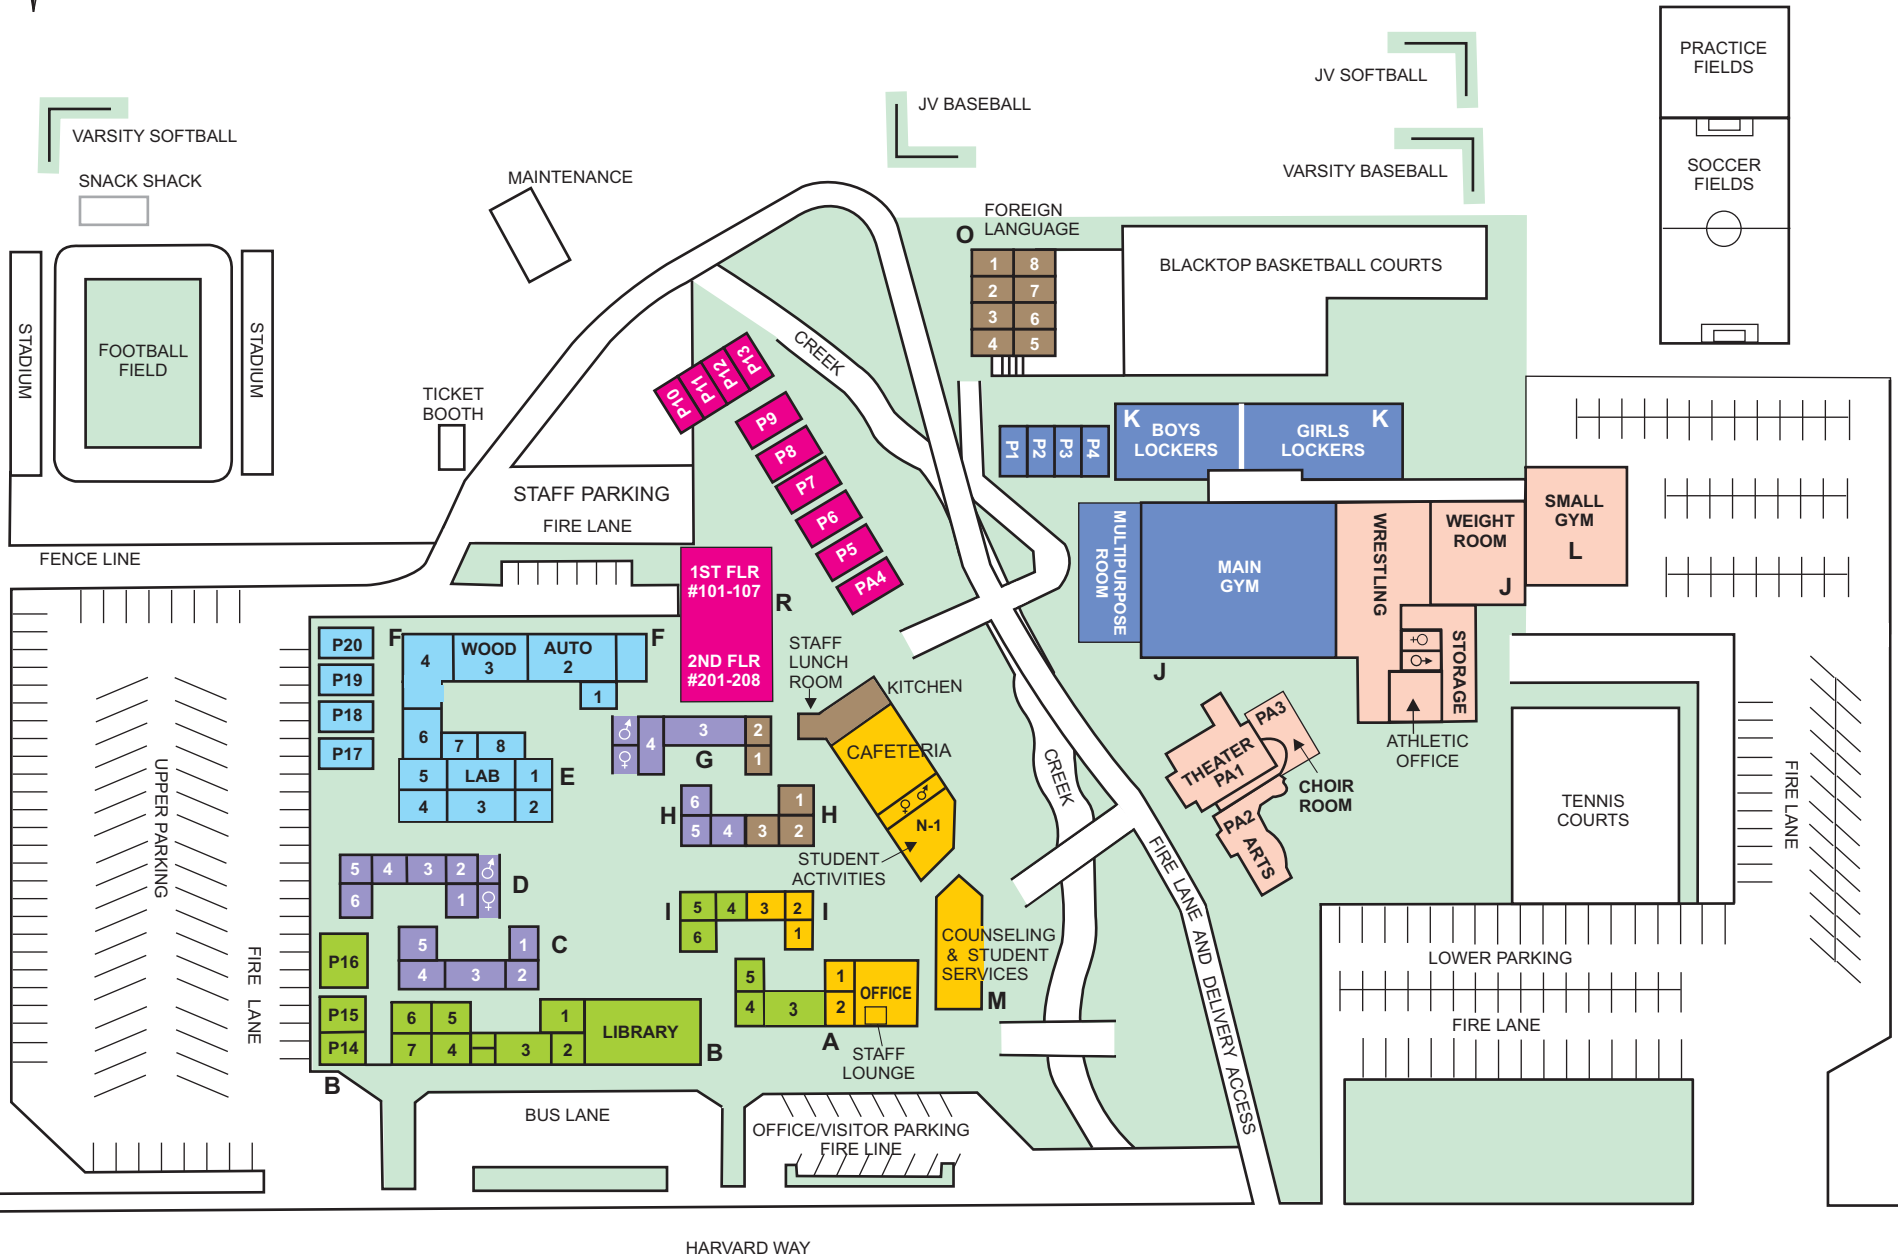 PRACTICE
FIELDS
JV SOFTBALL
JV BASEBALL
VARSITY SOFTBALL
VARSITY BASEBALL
SOCCER
FIELDS
SNACK SHACK
MAINTENANCE
FOREIGN
LANGUAGE
O
1 8
2 7
3 6
4 5
BLACKTOP BASKETBALL COURTS
STADIUM
FOOTBALL
FIELD
STADIUM
CREEK
TICKET
BOOTH
P10
P11
P12
P13
P9
P8
P7
P6
P5
PA4
K
BOYS
LOCKERS
GIRLS
LOCKERS
K
P1
P2
P3
P4
STAFF PARKING
FIRE LANE
FENCE LINE
MULTIPURPOSE
ROOM
MAIN
GYM
J
WRESTLING
WEIGHT
ROOM
J
SMALL
GYM
L
STORAGE
ATHLETIC
OFFICE
1ST FLR
#101-107
2ND FLR
#201-208
R
P20
P19
P18
P17
F
4
WOOD
3
AUTO
2
F
1
6
7 8
5 LAB 1
4 3 2
E
STAFF
LUNCH
ROOM
KITCHEN
CAFETERIA
♀ ♂
N-1
STUDENT
ACTIVITIES
♂
♀
4
3
2
1
G
H
6 1
5 4 3 2
H
UPPER PARKING
5 4 3 2 ♂
6 1 ♀
D
5 1
4 3 2
C
I
5 4 3 2
6 1
I
P16
P15
P14
B
6 5 1
7 4 3 2
LIBRARY
B
5 1
4 3 2
OFFICE
A
STAFF
LOUNGE
COUNSELING
& STUDENT
SERVICES
M
CREEK
THEATER
PA1
PA3
CHOIR
ROOM
PA2
ARTS
TENNIS
COURTS
FIRE LANE
FIRE LANE
FIRE LANE AND DELIVERY ACCESS
LOWER PARKING
FIRE LANE
BUS LANE
OFFICE/VISITOR PARKING
FIRE LINE
HARVARD WAY